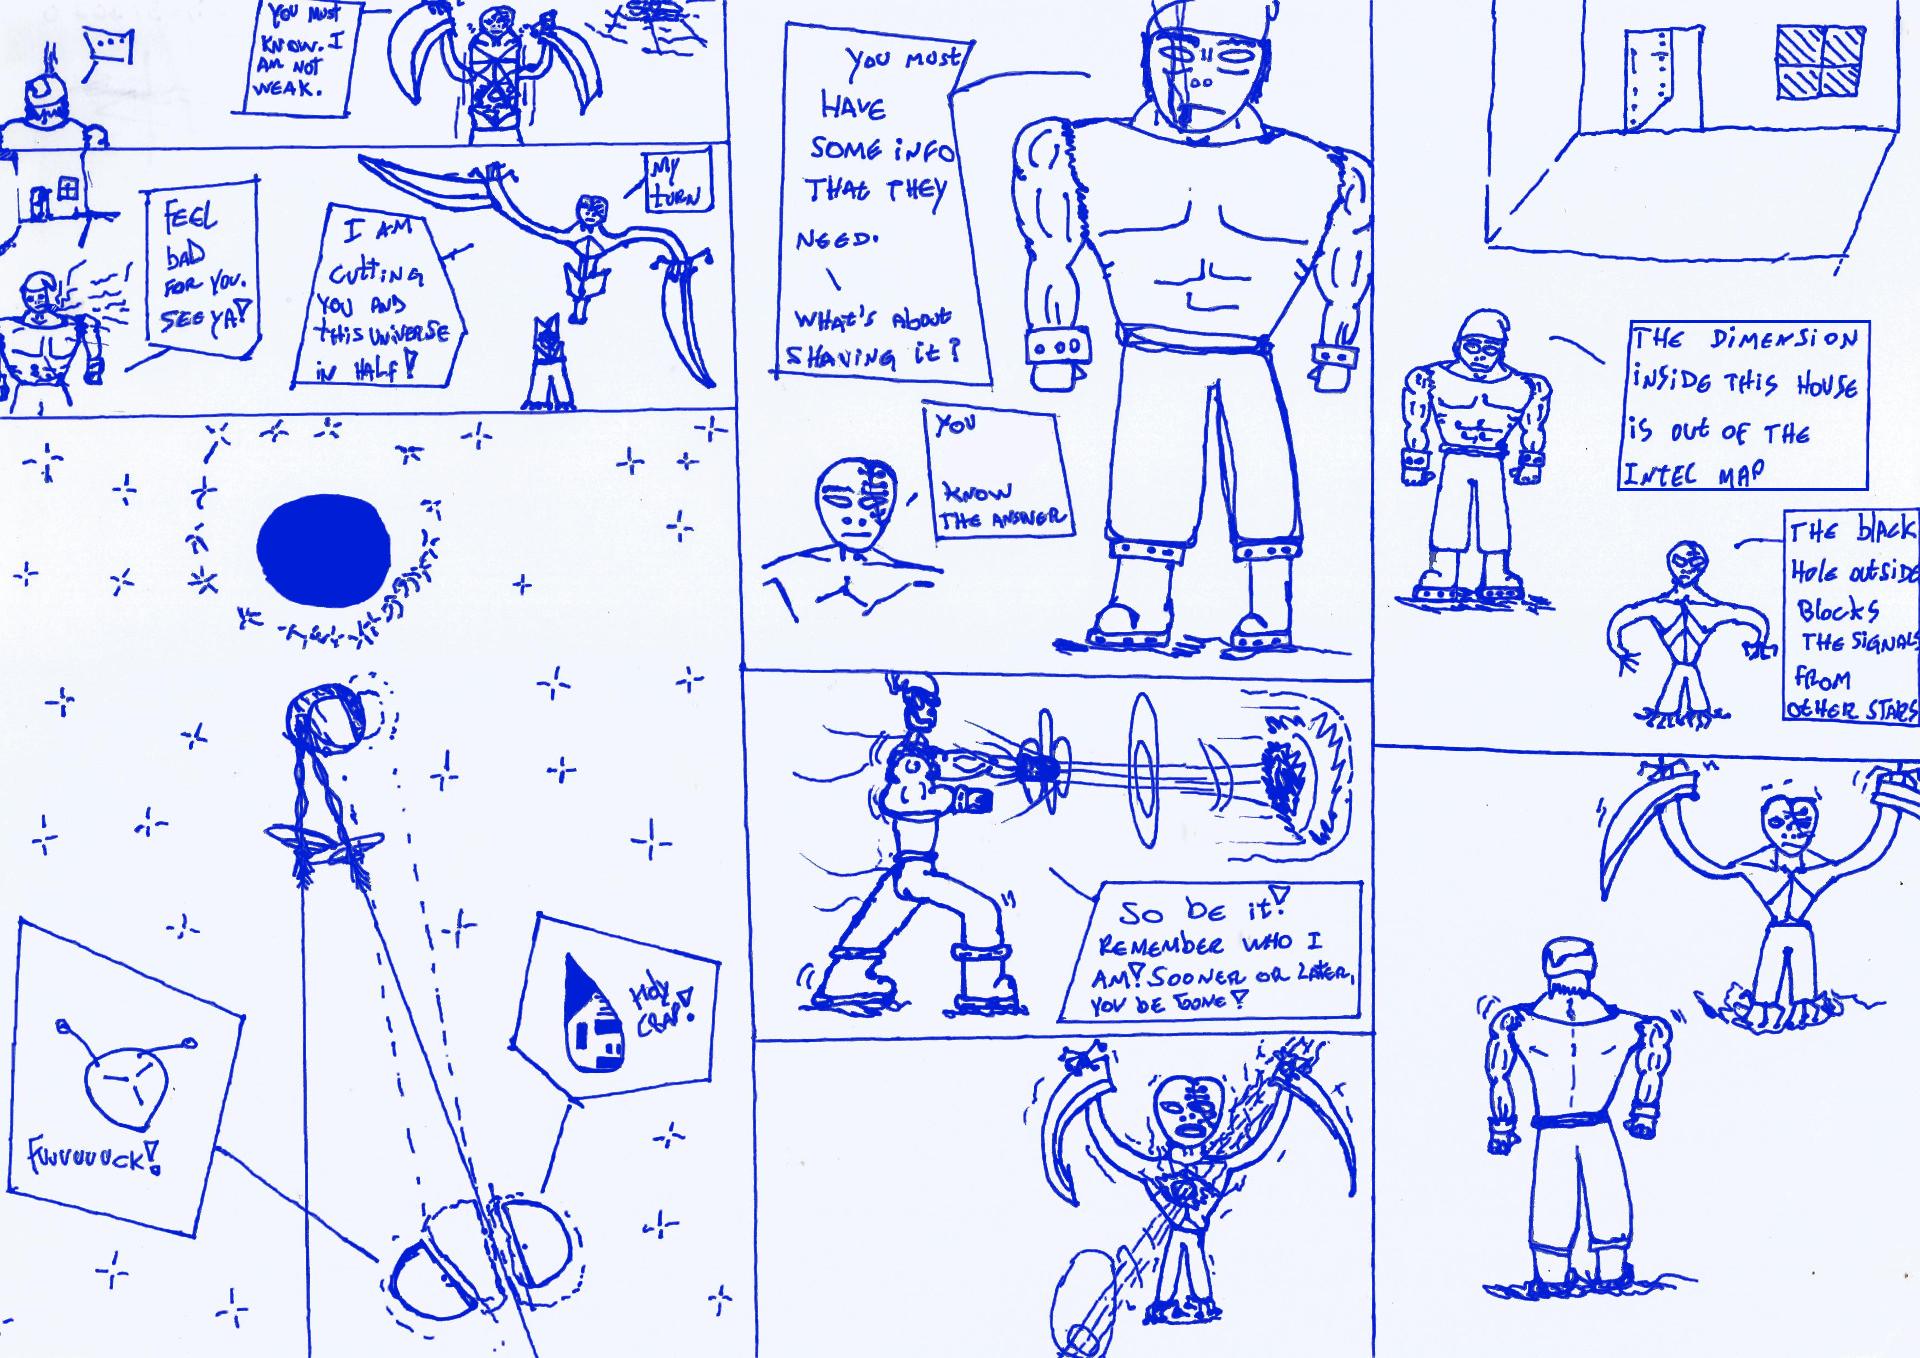 ...
YOU MUST
KNOW. I
AM NOT
WEAK.
FEEL
bAD
FOR YOU.
SEE YA!
I AM
CUttiNG
YOU AND
tHIS UNiVERSE
iN HALF!
MY
tURN
FUUUUUUCK!
HOLY
CRAP!
YOU MUSt
HAVE
SOME iNFO
THAt tHEY
NEED.
WHAt'S AbOUt
SHAViNG it?
YOU
KNOW
THE ANSWER
SO bE it!
REMEMbER WHO I
AM! SOONER OR LAtER,
YOU bE GONE!
THE DiMENSiON
iNSiDE tHiS HOUSE
iS OUt OF THE
INtEL MAP
THE bLACK
HOLE OUtSiDE
BLOCKS
THE SiGNALS
FROM
OtHER StARS